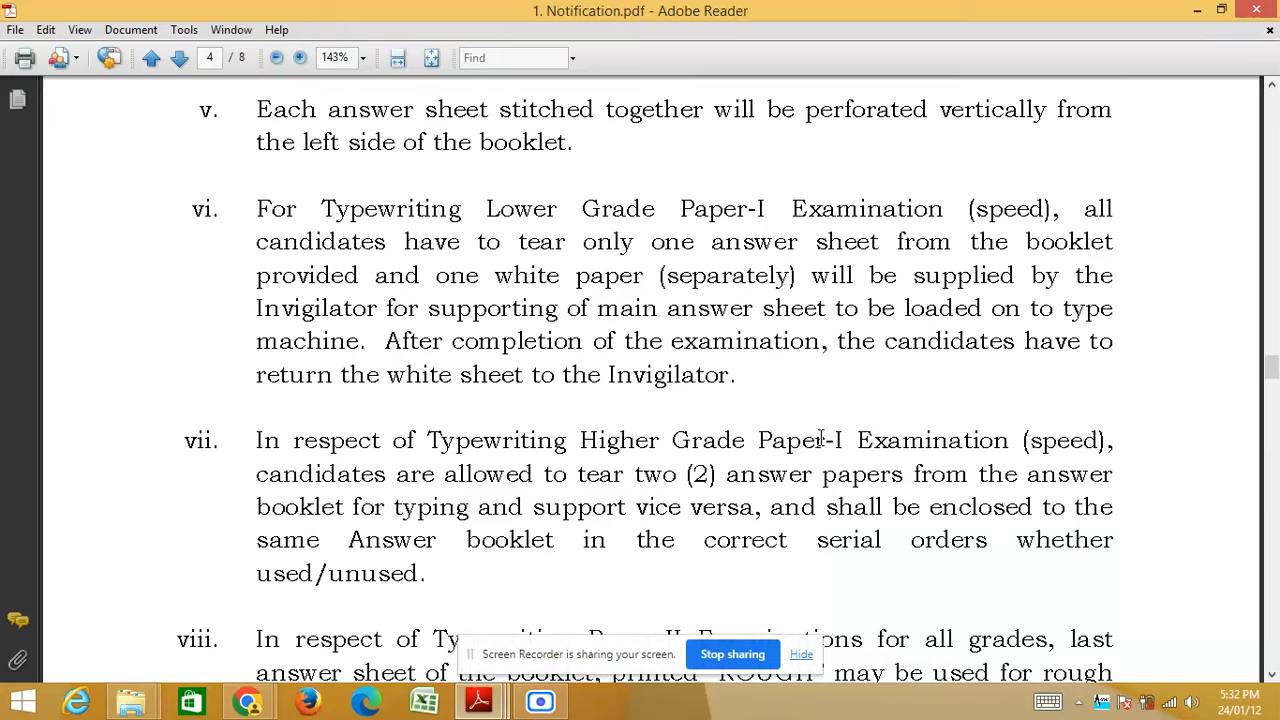 1. Notification.pdf - Adobe Reader
File Edit View Document Tools Window Help
4 / 8 143% Find
v. Each answer sheet stitched together will be perforated vertically from
the left side of the booklet.
vi. For Typewriting Lower Grade Paper-I Examination (speed), all
candidates have to tear only one answer sheet from the booklet
provided and one white paper (separately) will be supplied by the
Invigilator for supporting of main answer sheet to be loaded on to type
machine. After completion of the examination, the candidates have to
return the white sheet to the Invigilator.
vii. In respect of Typewriting Higher Grade Paper-I Examination (speed),
candidates are allowed to tear two (2) answer papers from the answer
booklet for typing and support vice versa, and shall be enclosed to the
same Answer booklet in the correct serial orders whether
used/unused.
viii. In respect of for all grades, last
answer sheet of the booklet, printed "ROUGH" may be used for rough
Screen Recorder is sharing your screen. Stop sharing Hide
5:32 PM
24/01/12